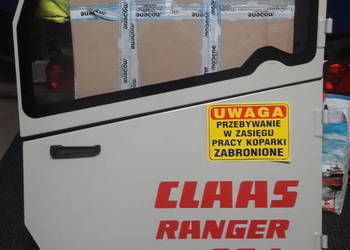 UWAGA
PRZEBYWANIE
W ZASIĘGU
PRACY KOPARKI
ZABRONIONE
CLAAS
RANGER